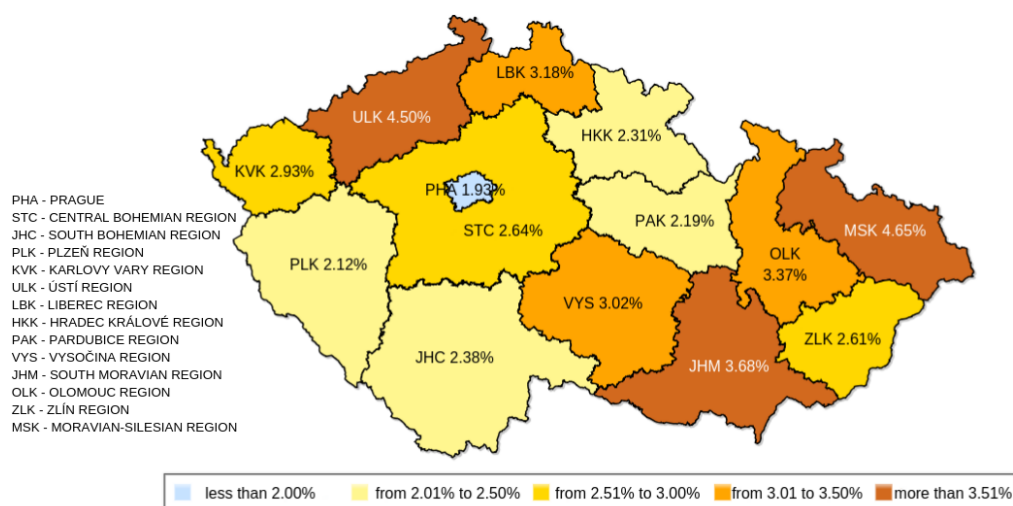 LBK 3.18%
ULK 4.50%
HKK 2.31%
KVK 2.93%
PHA 1.93%
PAK 2.19%
STC 2.64%
MSK 4.65%
OLK
3.37%
PLK 2.12%
VYS 3.02%
ZLK 2.61%
JHC 2.38%
JHM 3.68%
PHA - PRAGUE
STC - CENTRAL BOHEMIAN REGION
JHC - SOUTH BOHEMIAN REGION
PLK - PLZEŇ REGION
KVK - KARLOVY VARY REGION
ULK - ÚSTÍ REGION
LBK - LIBEREC REGION
HKK - HRADEC KRÁLOVÉ REGION
PAK - PARDUBICE REGION
VYS - VYSOČINA REGION
JHM - SOUTH MORAVIAN REGION
OLK - OLOMOUC REGION
ZLK - ZLÍN REGION
MSK - MORAVIAN-SILESIAN REGION
less than 2.00%
from 2.01% to 2.50%
from 2.51% to 3.00%
from 3.01 to 3.50%
more than 3.51%